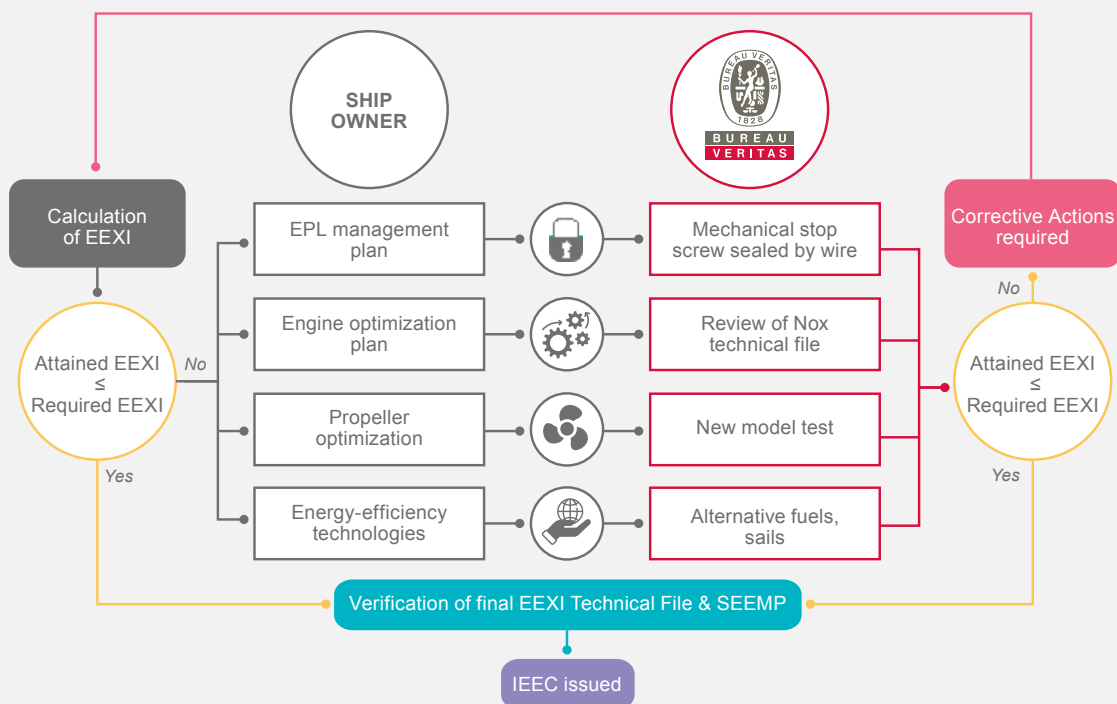 SHIP
OWNER
BUREAU VERITAS
1828
BUREAU
VERITAS
Calculation
of EEXI
EPL management
plan
Mechanical stop
screw sealed by wire
Corrective Actions
required
No
Engine optimization
plan
Review of Nox
technical file
Attained EEXI
≤
Required EEXI
No
Attained EEXI
≤
Required EEXI
Propeller
optimization
New model test
Yes
Yes
Energy-efficiency
technologies
Alternative fuels,
sails
Verification of final EEXI Technical File & SEEMP
IEEC issued